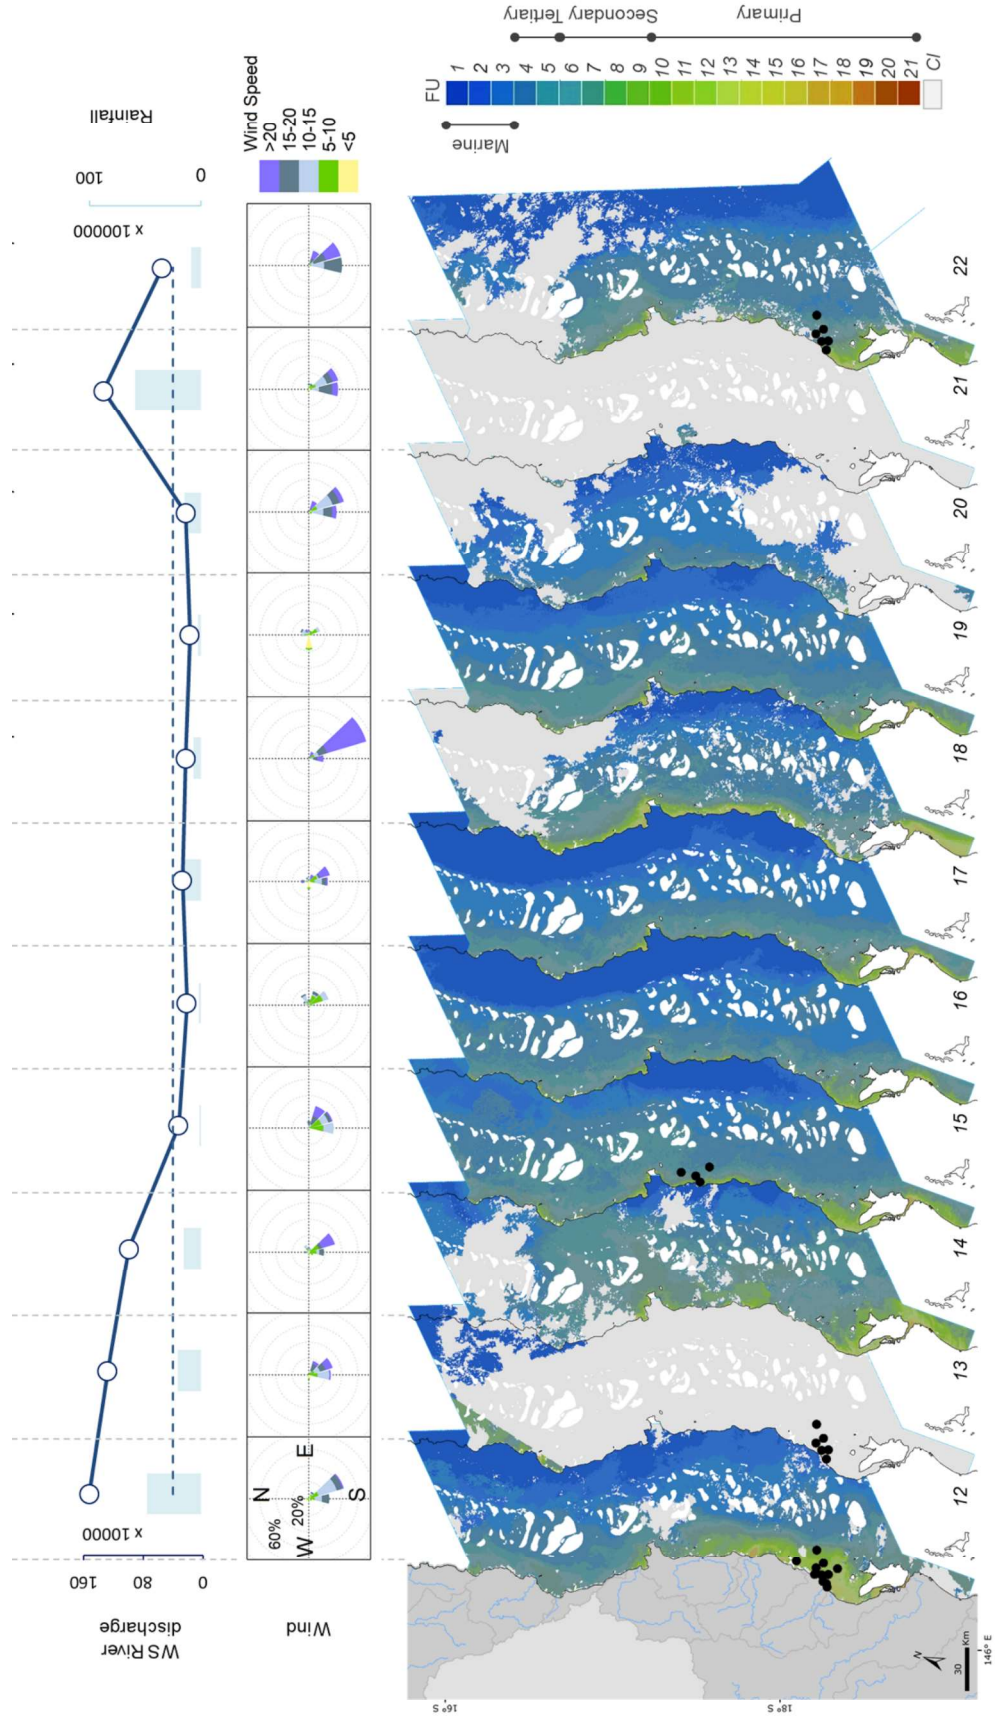 WS River
discharge
160
80
0
x 10000
x 100000
100
0
Rainfall
Wind
60%
20%
N
W
E
S
Wind Speed
>20
15-20
10-15
5-10
<5
FU
1
2
3
4
5
6
7
8
9
10
11
12
13
14
15
16
17
18
19
20
21
Cl
Marine
Tertiary
Secondary
Primary
16° S
18° S
146° E
N
30 Km
12
13
14
15
16
17
18
19
20
21
22